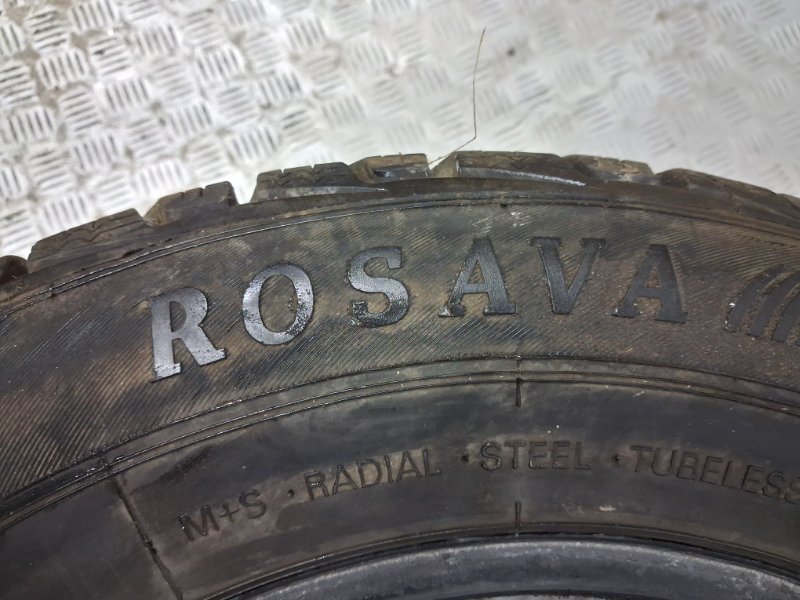 ROSAVA
M+S · RADIAL · STEEL · TUBELESS